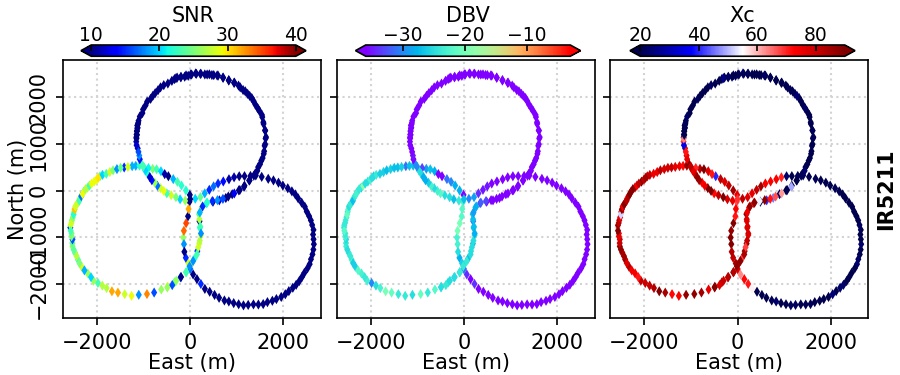 SNR DBV Xc
10 20 30 40 −30 −20 −10 20 40 60 80
North (m)
2000
1000
0
−1000
−2000
IR5211
−2000 0 2000 −2000 0 2000 −2000 0 2000
East (m) East (m) East (m)